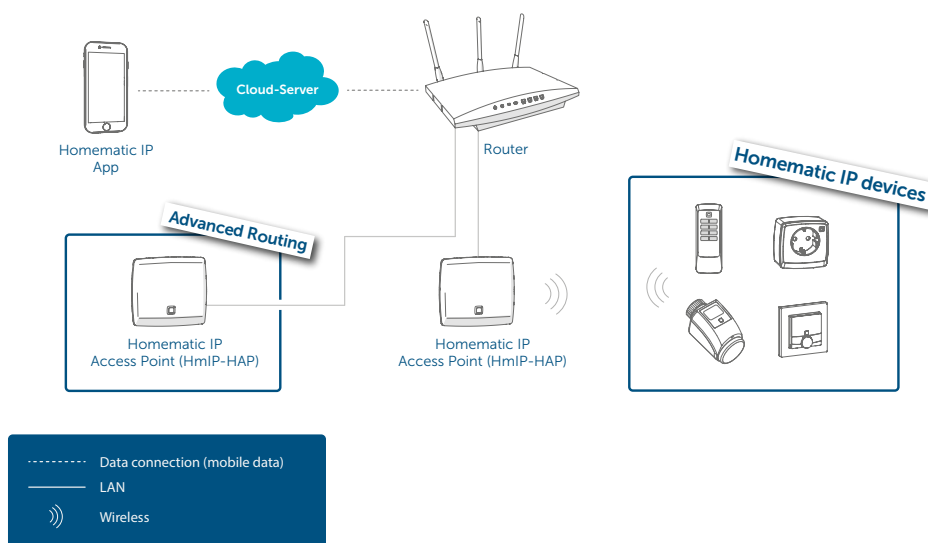 Cloud-Server
Homematic IP
App
Router
Homematic IP devices
Advanced Routing
Homematic IP
Access Point (HmIP-HAP)
Homematic IP
Access Point (HmIP-HAP)
Data connection (mobile data)
LAN
Wireless